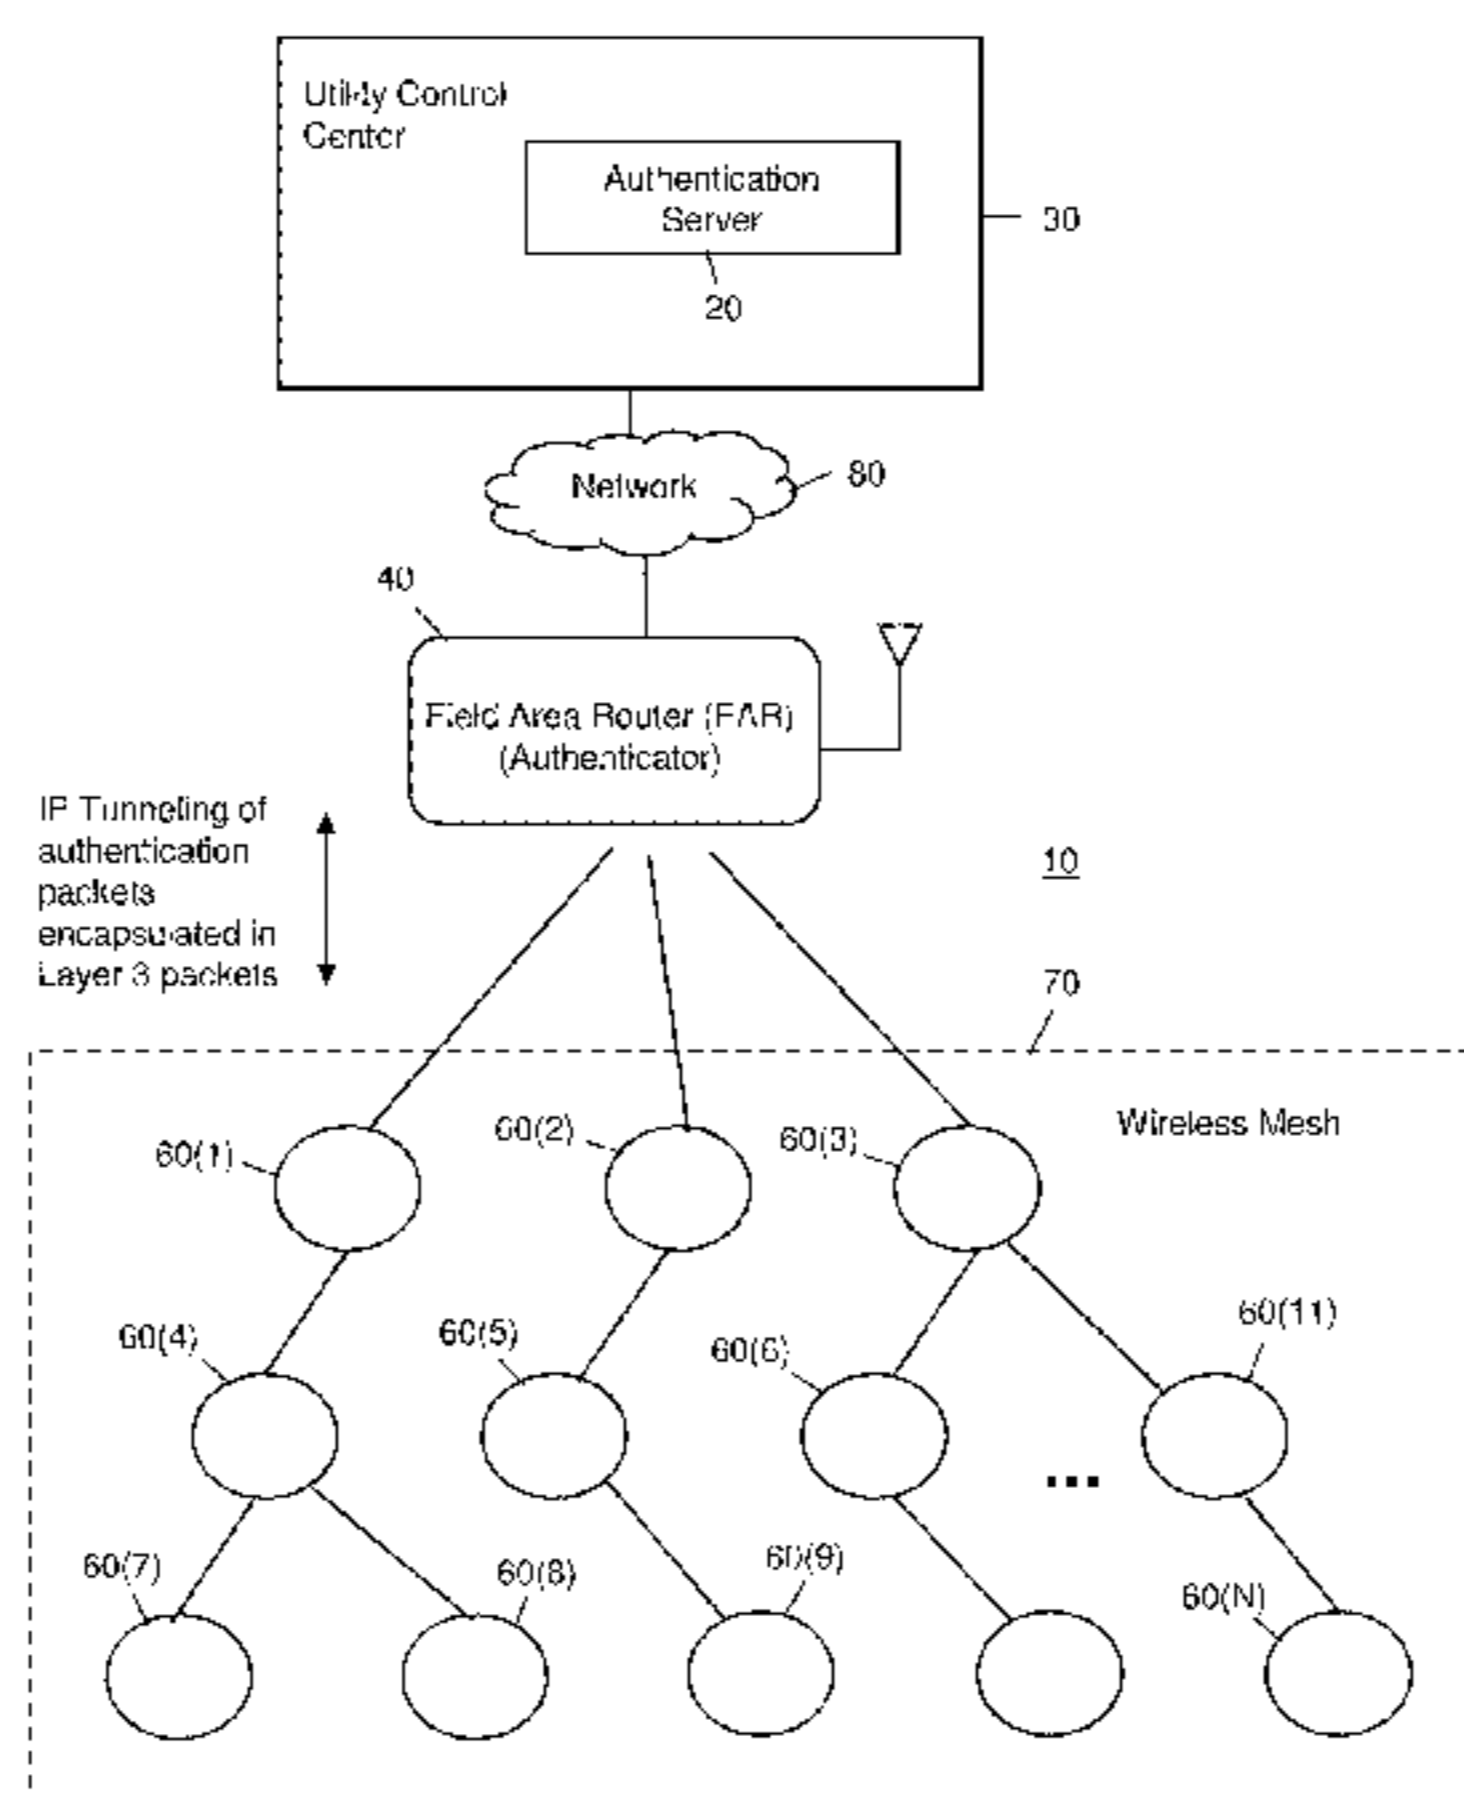 Utility Control
Center
Authentication
Server
30
20
Network
80
40
Field Area Router (FAR)
(Authenticator)
IP Tunneling of
authentication
packets
encapsulated in
Layer 3 packets
10
70
Wireless Mesh
60(1)
60(2)
60(3)
60(4)
60(5)
60(6)
60(11)
...
60(7)
60(8)
60(9)
60(N)